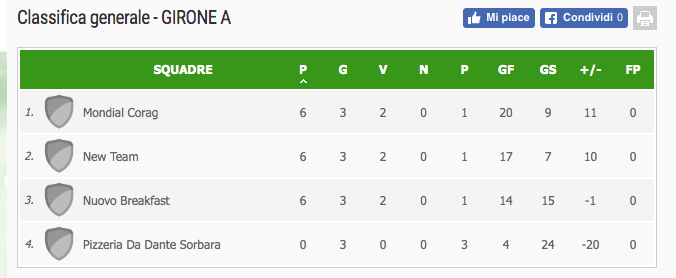 Classifica generale - GIRONE A
Mi piace Condividi 0
SQUADRE P G V N P GF GS +/- FP
1. Mondial Corag 6 3 2 0 1 20 9 11 0
2. New Team 6 3 2 0 1 17 7 10 0
3. Nuovo Breakfast 6 3 2 0 1 14 15 -1 0
4. Pizzeria Da Dante Sorbara 0 3 0 0 3 4 24 -20 0